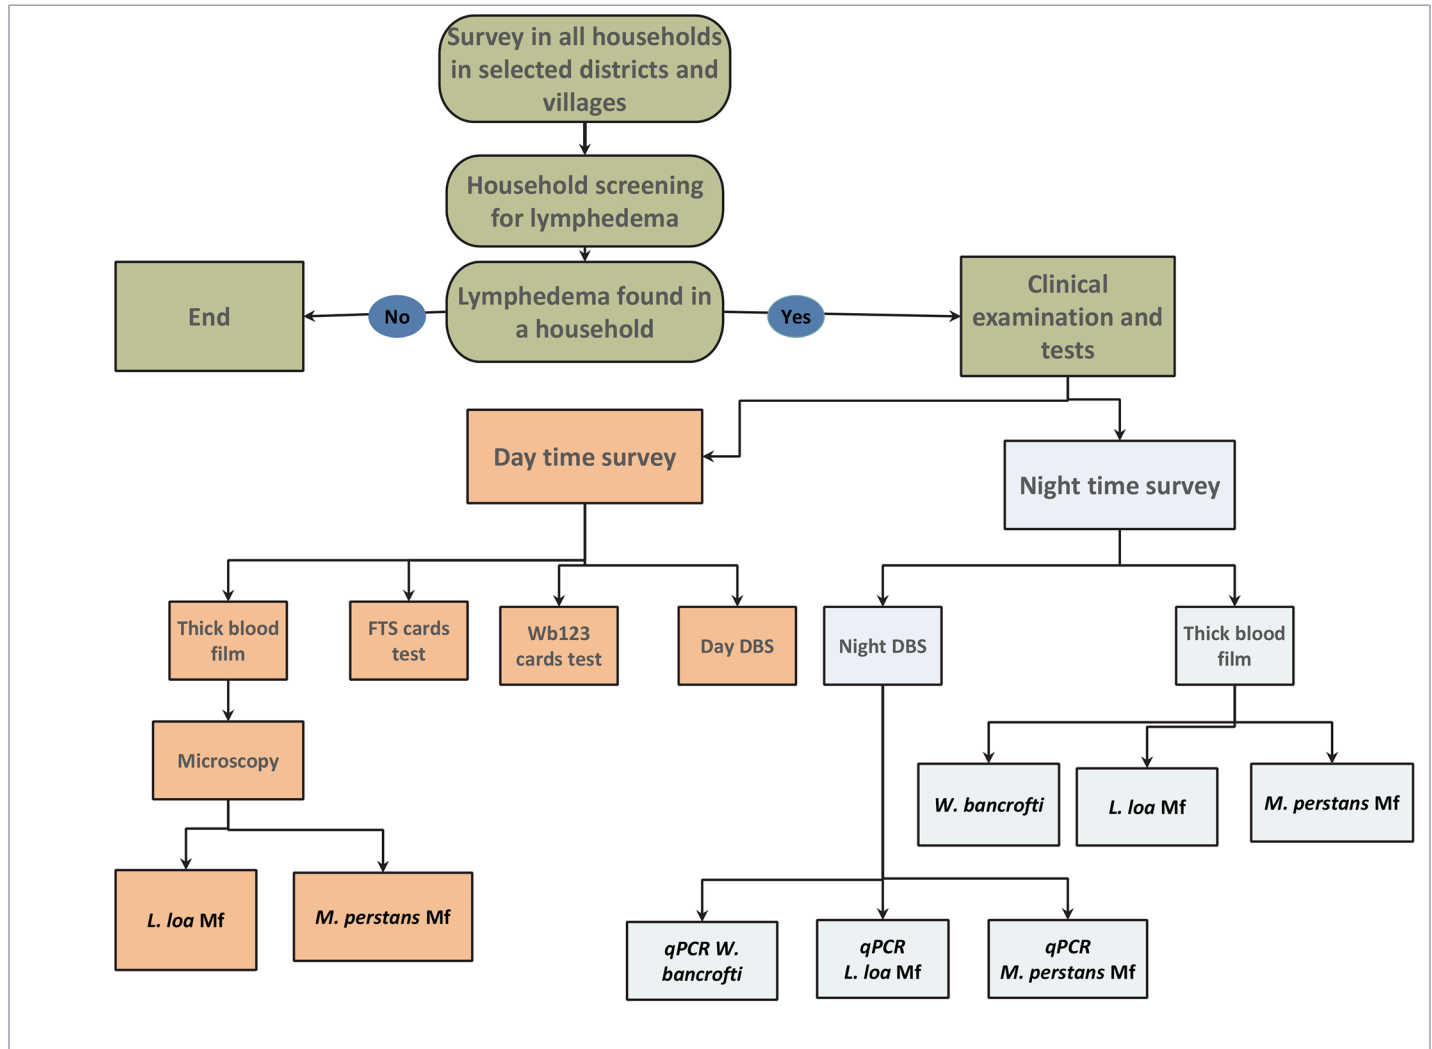 Survey in all households
in selected districts and
villages
Household screening
for lymphedema
End
No
Lymphedema found in
a household
Yes
Clinical
examination and
tests
Day time survey
Night time survey
Thick blood
film
FTS cards
test
Wb123
cards test
Day DBS
Night DBS
Thick blood
film
Microscopy
W. bancrofti
L. loa Mf
M. perstans Mf
L. loa Mf
M. perstans Mf
qPCR W.
bancrofti
qPCR
L. loa Mf
qPCR
M. perstans Mf